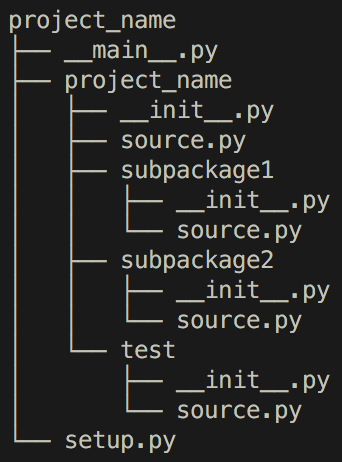 project_name
├── __main__.py
├── project_name
│   ├── __init__.py
│   ├── source.py
│   ├── subpackage1
│   │   ├── __init__.py
│   │   └── source.py
│   ├── subpackage2
│   │   ├── __init__.py
│   │   └── source.py
│   └── test
│       ├── __init__.py
│       └── source.py
└── setup.py